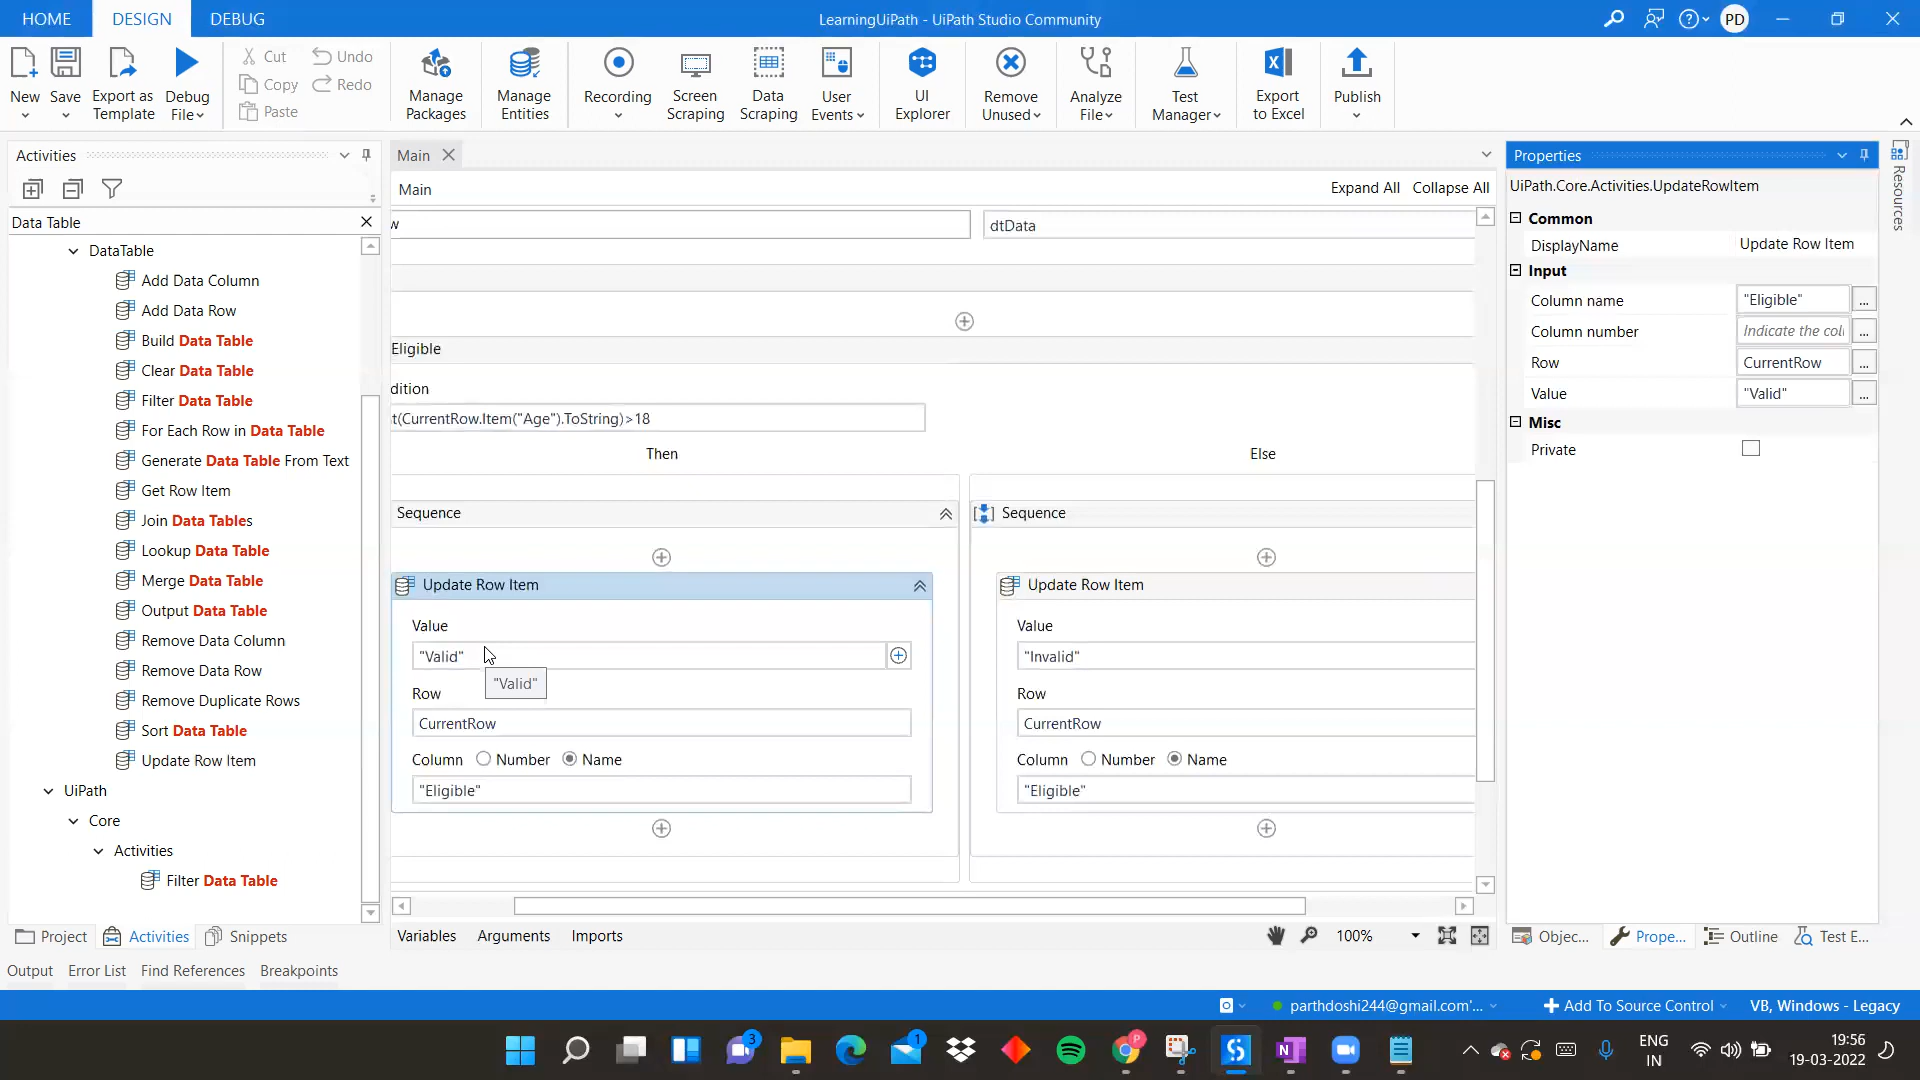 HOME DESIGN DEBUG
LearningUiPath - UiPath Studio Community
PD
New
Save
Export as
Template
Debug
File
Cut
Copy
Paste
Undo
Redo
Manage
Packages
Manage
Entities
Recording
Screen
Scraping
Data
Scraping
User
Events
UI
Explorer
Remove
Unused
Analyze
File
Test
Manager
Export
to Excel
Publish
Activities
Data Table
DataTable
Add Data Column
Add Data Row
Build Data Table
Clear Data Table
Filter Data Table
For Each Row in Data Table
Generate Data Table From Text
Get Row Item
Join Data Tables
Lookup Data Table
Merge Data Table
Output Data Table
Remove Data Column
Remove Data Row
Remove Duplicate Rows
Sort Data Table
Update Row Item
UiPath
Core
Activities
Filter Data Table
Project
Activities
Snippets
Main
Main
Expand All Collapse All
w
dtData
Eligible
dition
t(CurrentRow.Item("Age").ToString)>18
Then
Else
Sequence
Update Row Item
Value
"Valid"
"Valid"
Row
CurrentRow
Column Number Name
"Eligible"
Sequence
Update Row Item
Value
"Invalid"
Row
CurrentRow
Column Number Name
"Eligible"
Variables Arguments Imports
100%
Properties
UiPath.Core.Activities.UpdateRowItem
Common
DisplayName Update Row Item
Input
Column name "Eligible"
Column number Indicate the col
Row CurrentRow
Value "Valid"
Misc
Private
Resources
Objec...
Prope...
Outline
Test E...
Output Error List Find References Breakpoints
parthdoshi244@gmail.com'...
Add To Source Control
VB, Windows - Legacy
3
1
P
ENG
IN
19:56
19-03-2022